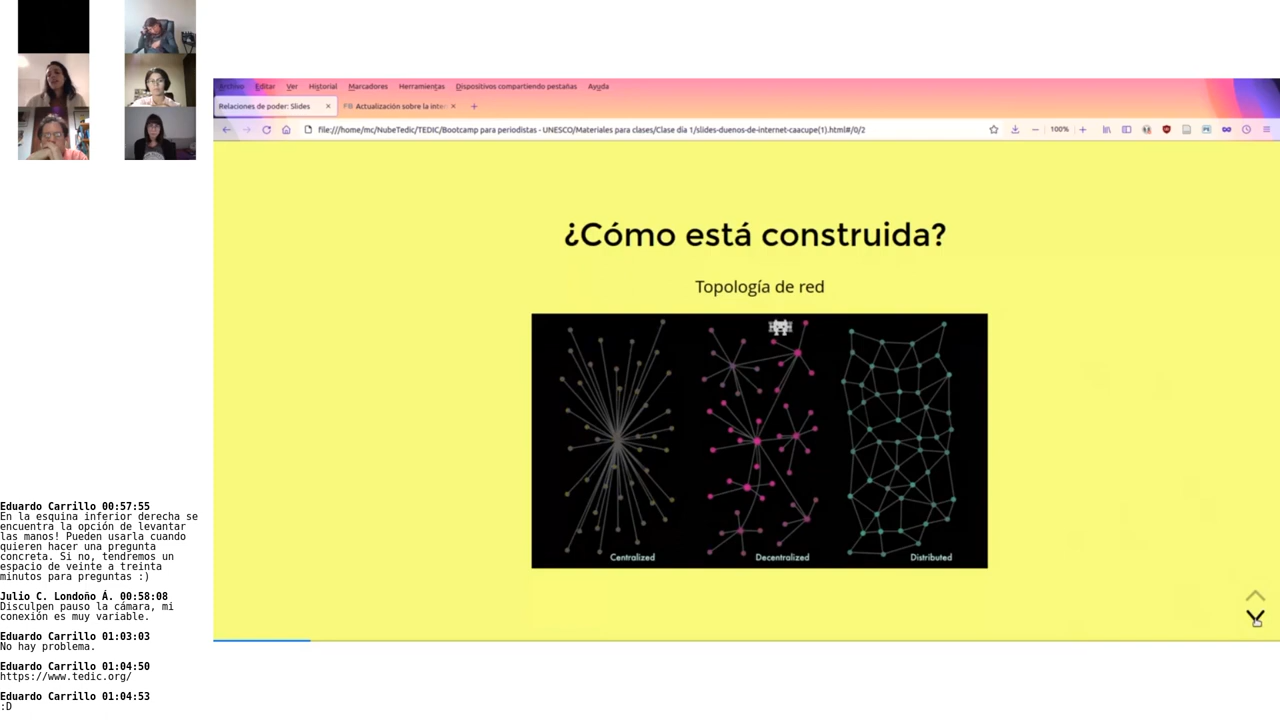 Archivo Editar Ver Historial Marcadores Herramientas Dispositivos compartiendo pestañas Ayuda
Relaciones de poder: Slides
Actualización sobre la inte
file:///home/mc/NubeTedic/TEDIC/Bootcamp para periodistas - UNESCO/Materiales para clases/Clase día 1/slides-duenos-de-internet-caacupe(1).html#/0/2
100%
¿Cómo está construida?
Topología de red
Centralized
Decentralized
Distributed
Eduardo Carrillo 00:57:55
En la esquina inferior derecha se
encuentra la opción de levantar
las manos! Pueden usarla cuando
quieren hacer una pregunta
concreta. Si no, tendremos un
espacio de veinte a treinta
minutos para preguntas :)
Julio C. Londoño Á. 00:58:08
Disculpen pauso la cámara, mi
conexión es muy variable.
Eduardo Carrillo 01:03:03
No hay problema.
Eduardo Carrillo 01:04:50
https://www.tedic.org/
Eduardo Carrillo 01:04:53
:D